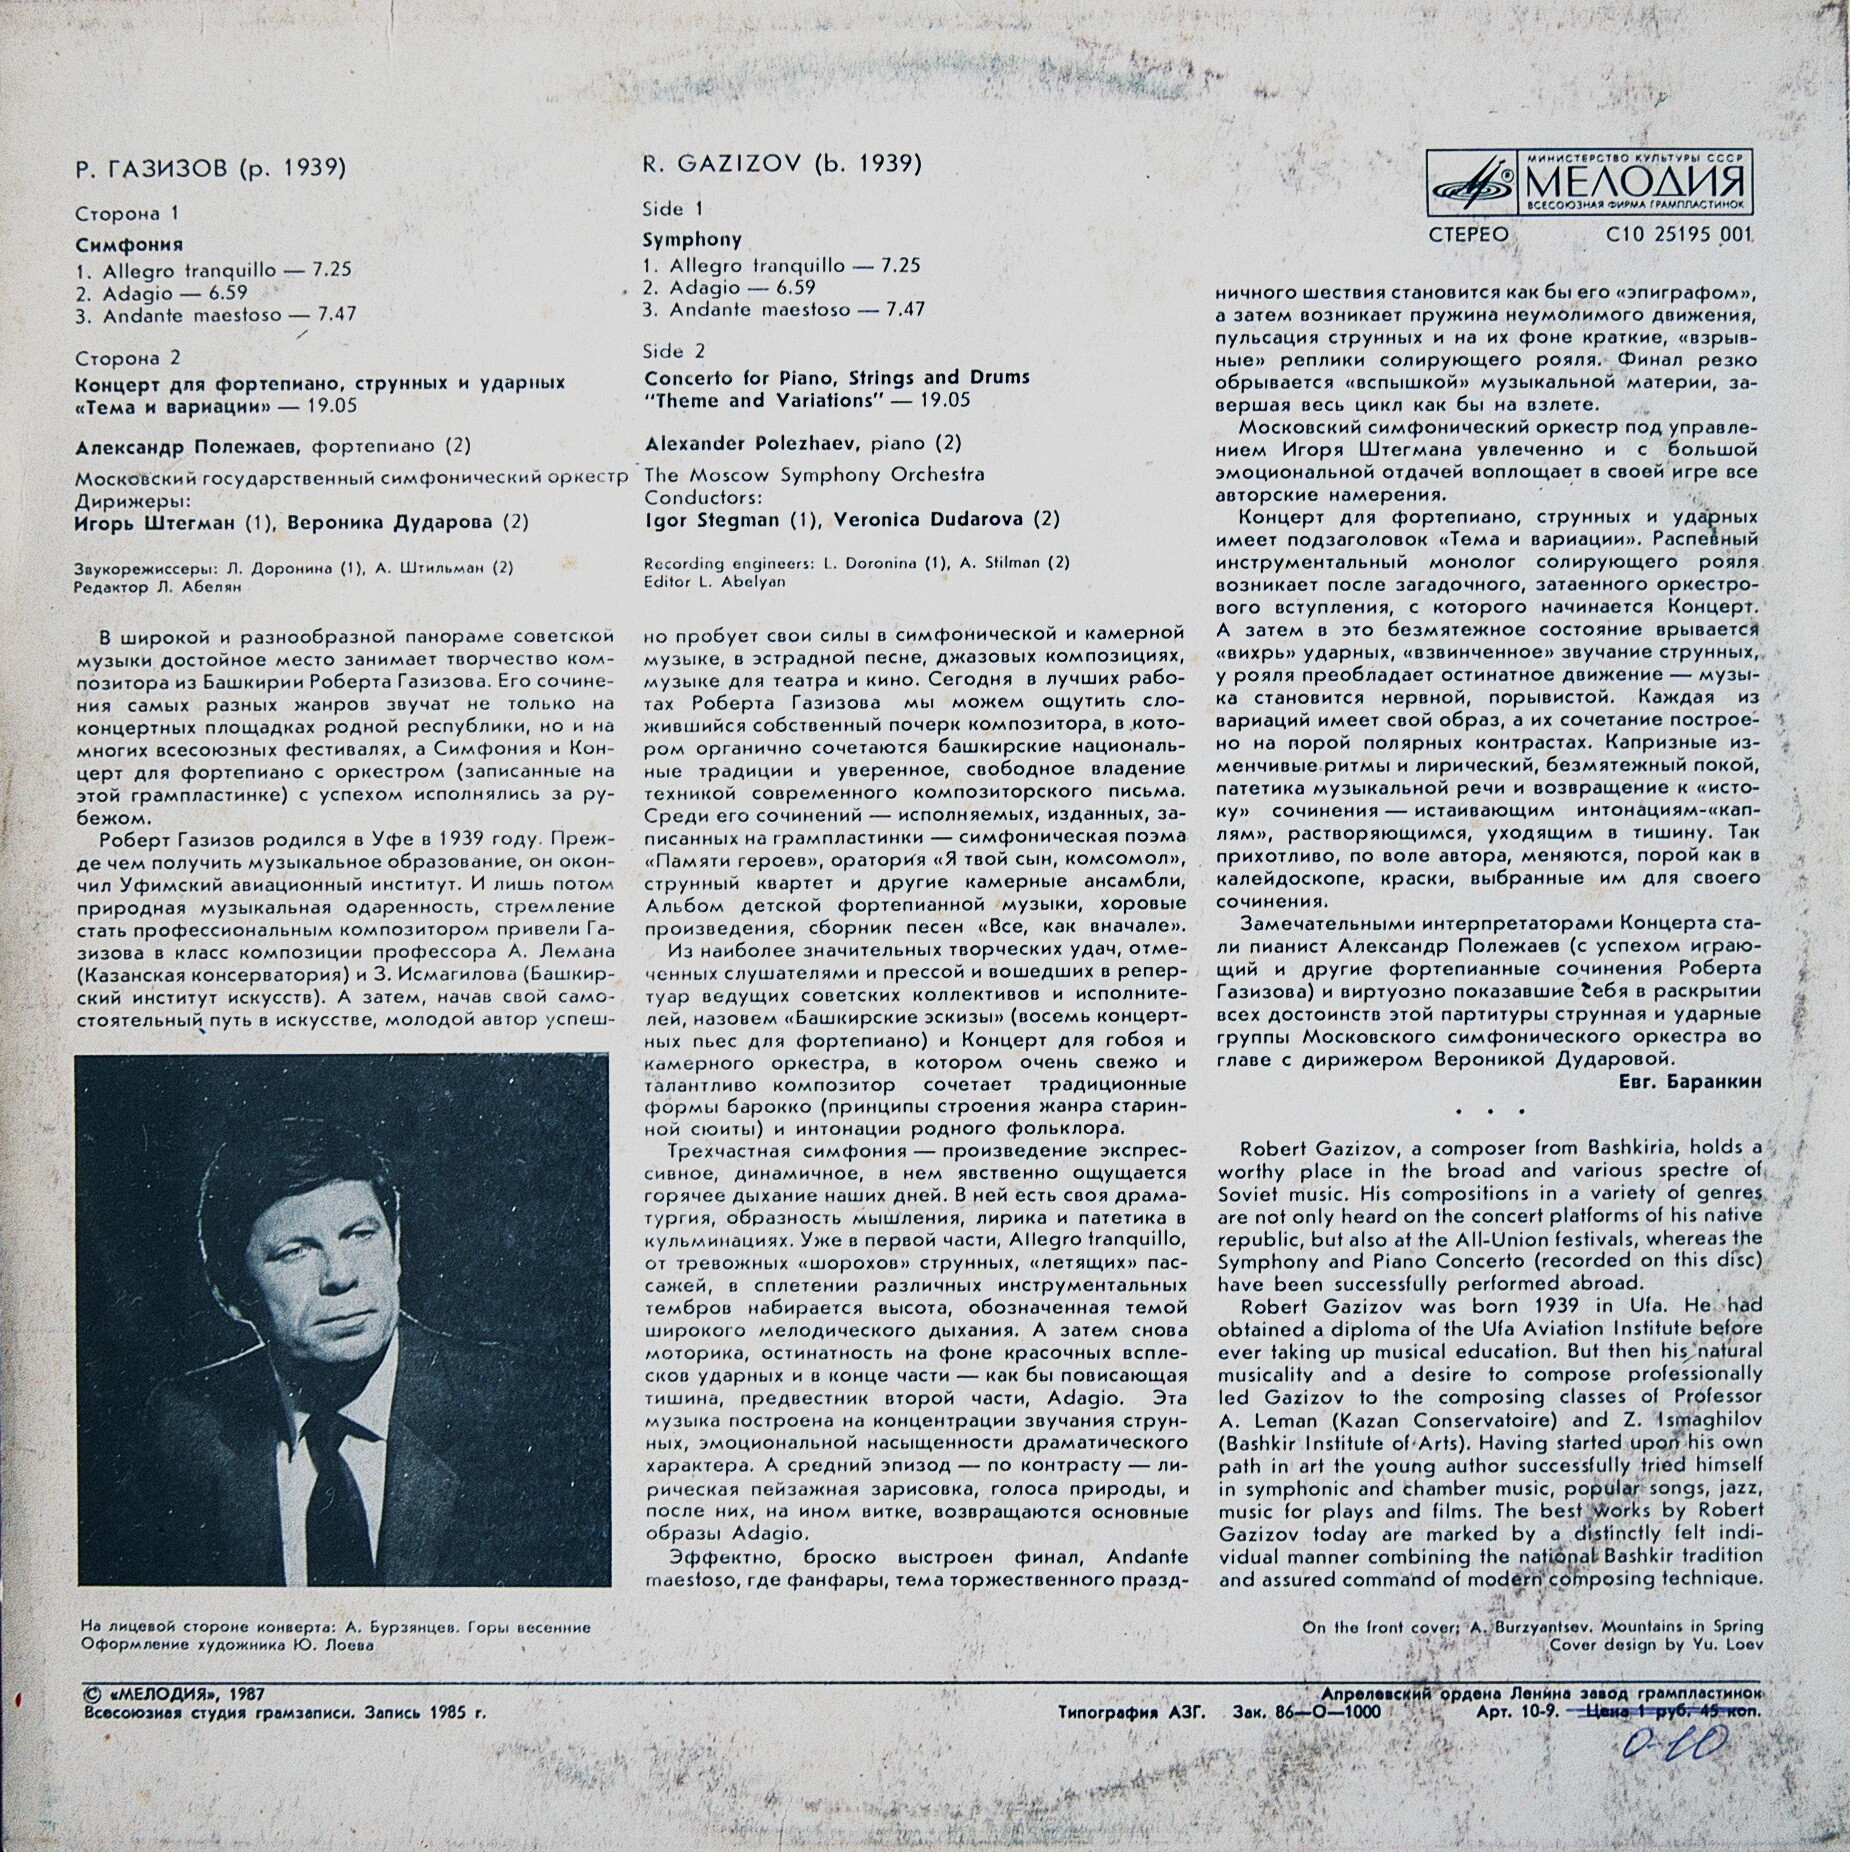 Р. ГАЗИЗОВ (р. 1939)
Сторона 1
Симфония
1. Allegro tranquillo — 7.25
2. Adagio — 6.59
3. Andante maestoso — 7.47
Сторона 2
Концерт для фортепиано, струнных и ударных
«Тема и вариации» — 19.05
Александр Полежаев, фортепиано (2)
Московский государственный симфонический оркестр
Дирижеры:
Игорь Штегман (1), Вероника Дударова (2)
Звукорежиссеры: Л. Доронина (1), А. Штильман (2)
Редактор Л. Абелян
R. GAZIZOV (b. 1939)
Side 1
Symphony
1. Allegro tranquillo — 7.25
2. Adagio — 6.59
3. Andante maestoso — 7.47
Side 2
Concerto for Piano, Strings and Drums
"Theme and Variations" — 19.05
Alexander Polezhaev, piano (2)
The Moscow Symphony Orchestra
Conductors:
Igor Stegman (1), Veronica Dudarova (2)
Recording engineers: L. Doronina (1), A. Stilman (2)
Editor L. Abelyan
МИНИСТЕРСТВО КУЛЬТУРЫ СССР
МЕЛОДИЯ
ВСЕСОЮЗНАЯ ФИРМА ГРАМПЛАСТИНОК
СТЕРЕО С10 25195 001
В широкой и разнообразной панораме советской
музыки достойное место занимает творчество ком-
позитора из Башкирии Роберта Газизова. Его сочине-
ния самых разных жанров звучат не только на
концертных площадках родной республики, но и на
многих всесоюзных фестивалях, а Симфония и Кон-
церт для фортепиано с оркестром (записанные на
этой грампластинке) с успехом исполнялись за ру-
бежом.
Роберт Газизов родился в Уфе в 1939 году. Преж-
де чем получить музыкальное образование, он окон-
чил Уфимский авиационный институт. И лишь потом
природная музыкальная одаренность, стремление
стать профессиональным композитором привели Га-
зизова в класс композиции профессора А. Лемана
(Казанская консерватория) и З. Исмагилова (Башкир-
ский институт искусств). А затем, начав свой само-
стоятельный путь в искусстве, молодой автор успеш-
но пробует свои силы в симфонической и камерной
музыке, в эстрадной песне, джазовых композициях,
музыке для театра и кино. Сегодня в лучших рабо-
тах Роберта Газизова мы можем ощутить сло-
жившийся собственный почерк композитора, в кото-
ром органично сочетаются башкирские националь-
ные традиции и уверенное, свободное владение
техникой современного композиторского письма.
Среди его сочинений — исполняемых, изданных, за-
писанных на грампластинки — симфоническая поэма
«Памяти героев», оратория «Я твой сын, комсомол»,
струнный квартет и другие камерные ансамбли,
Альбом детской фортепианной музыки, хоровые
произведения, сборник песен «Все, как вначале».
Из наиболее значительных творческих удач, отме-
ченных слушателями и прессой и вошедших в репер-
туар ведущих советских коллективов и исполните-
лей, назовем «Башкирские эскизы» (восемь концерт-
ных пьес для фортепиано) и Концерт для гобоя и
камерного оркестра, в котором очень свежо и
талантливо композитор сочетает традиционные
формы барокко (принципы строения жанра старин-
ной сюиты) и интонации родного фольклора.
Трехчастная симфония — произведение экспрес-
сивное, динамичное, в нем явственно ощущается
горячее дыхание наших дней. В ней есть своя драма-
тургия, образность мышления, лирика и патетика в
кульминациях. Уже в первой части, Allegro tranquillo,
от тревожных «шорохов» струнных, «летящих» пас-
сажей, в сплетении различных инструментальных
тембров набирается высота, обозначенная темой
широкого мелодического дыхания. А затем снова
моторика, остинатность на фоне красочных вспле-
сков ударных и в конце части — как бы повисающая
тишина, предвестник второй части, Adagio. Эта
музыка построена на концентрации звучания струн-
ных, эмоциональной насыщенности драматического
характера. А средний эпизод — по контрасту — ли-
рическая пейзажная зарисовка, голоса природы, и
после них, на ином витке, возвращаются основные
образы Adagio.
Эффектно, броско выстроен финал, Andante
maestoso, где фанфары, тема торжественного празд-
ничного шествия становится как бы его «эпиграфом»,
а затем возникает пружина неумолимого движения,
пульсация струнных и на их фоне краткие, «взрыв-
ные» реплики солирующего рояля. Финал резко
обрывается «вспышкой» музыкальной материи, за-
вершая весь цикл как бы на взлете.
Московский симфонический оркестр под управле-
нием Игоря Штегмана увлеченно и с большой
эмоциональной отдачей воплощает в своей игре все
авторские намерения.
Концерт для фортепиано, струнных и ударных
имеет подзаголовок «Тема и вариации». Распевный
инструментальный монолог солирующего рояля
возникает после загадочного, затаенного оркестро-
вого вступления, с которого начинается Концерт.
А затем в это безмятежное состояние врывается
«вихрь» ударных, «взвинченное» звучание струнных,
у рояля преобладает остинатное движение — музы-
ка становится нервной, порывистой. Каждая из
вариаций имеет свой образ, а их сочетание построе-
но на порой полярных контрастах. Капризные из-
менчивые ритмы и лирический, безмятежный покой,
патетика музыкальной речи и возвращение к «исто-
ку» сочинения — истаивающим интонациям-«кап-
лям», растворяющимся, уходящим в тишину. Так
прихотливо, по воле автора, меняются, порой как в
калейдоскопе, краски, выбранные им для своего
сочинения.
Замечательными интерпретаторами Концерта ста-
ли пианист Александр Полежаев (с успехом играю-
щий и другие фортепианные сочинения Роберта
Газизова) и виртуозно показавшие себя в раскрытии
всех достоинств этой партитуры струнная и ударные
группы Московского симфонического оркестра во
главе с дирижером Вероникой Дударовой.
Евг. Баранкин
• • •
Robert Gazizov, a composer from Bashkiria, holds a
worthy place in the broad and various spectre of
Soviet music. His compositions in a variety of genres
are not only heard on the concert platforms of his native
republic, but also at the All-Union festivals, whereas the
Symphony and Piano Concerto (recorded on this disc)
have been successfully performed abroad.
Robert Gazizov was born 1939 in Ufa. He had
obtained a diploma of the Ufa Aviation Institute before
ever taking up musical education. But then his natural
musicality and a desire to compose professionally
led Gazizov to the composing classes of Professor
A. Leman (Kazan Conservatoire) and Z. Ismaghilov
(Bashkir Institute of Arts). Having started upon his own
path in art the young author successfully tried himself
in symphonic and chamber music, popular songs, jazz,
music for plays and films. The best works by Robert
Gazizov today are marked by a distinctly felt indi-
vidual manner combining the national Bashkir tradition
and assured command of modern composing technique.
На лицевой стороне конверта: А. Бурзянцев. Горы весенние
Оформление художника Ю. Лоева
On the front cover: A. Burzyantsev. Mountains in Spring
Cover design by Yu. Loev
© «МЕЛОДИЯ», 1987
Всесоюзная студия грамзаписи. Запись 1985 г.
Апрелевский ордена Ленина завод грампластинок
Типография АЗГ. Зак. 86—О—1000 Арт. 10-9. Цена 1 руб. 45 коп.
0-10